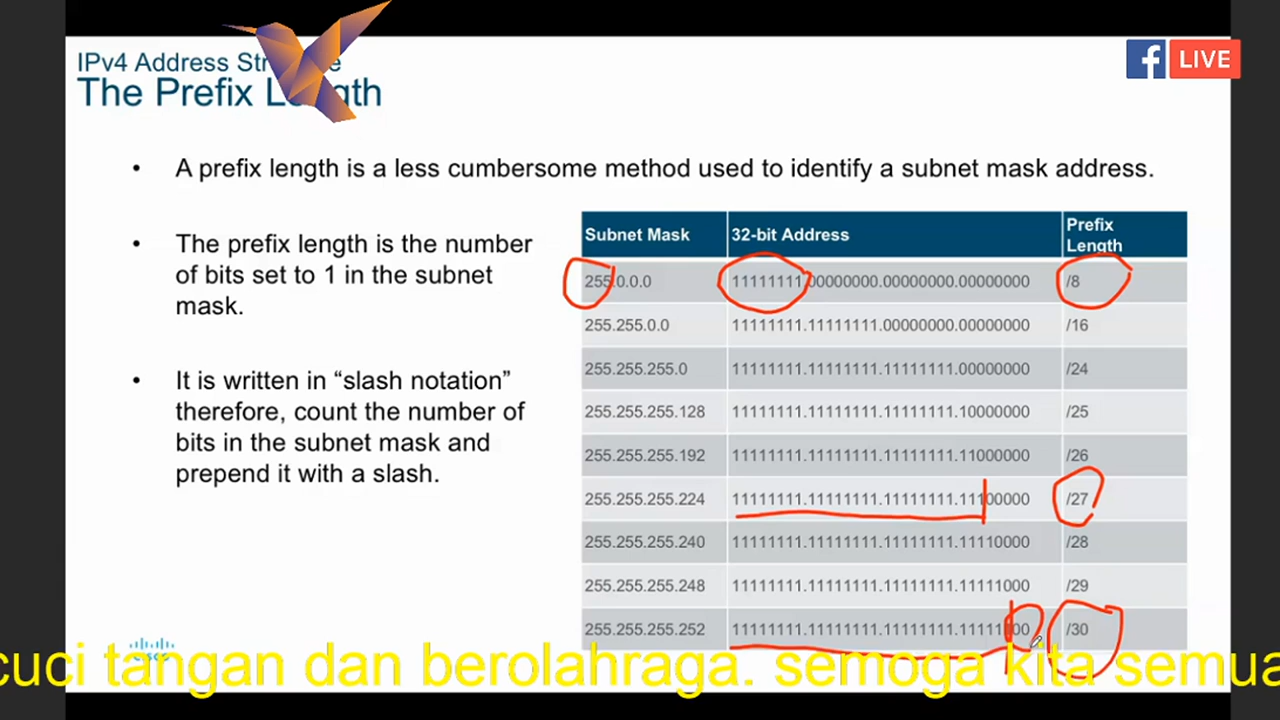 IPv4 Address
The Prefix
LIVE
• A prefix length is a less cumbersome method used to identify a subnet mask address.
• The prefix length is the number
of bits set to 1 in the subnet
mask.
• It is written in “slash notation”
therefore, count the number of
bits in the subnet mask and
prepend it with a slash.
Subnet Mask 32-bit Address Prefix
Length
255.0.0.0 11111111.00000000.00000000.00000000 /8
255.255.0.0 11111111.11111111.00000000.00000000 /16
255.255.255.0 11111111.11111111.11111111.00000000 /24
255.255.255.128 11111111.11111111.11111111.10000000 /25
255.255.255.192 11111111.11111111.11111111.11000000 /26
255.255.255.224 11111111.11111111.11111111.11100000 /27
255.255.255.240 11111111.11111111.11111111.11110000 /28
255.255.255.248 11111111.11111111.11111111.11111000 /29
255.255.255.252 11111111.11111111.11111111.11111100 /30
cuci tangan dan berolahraga. semoga kita semua